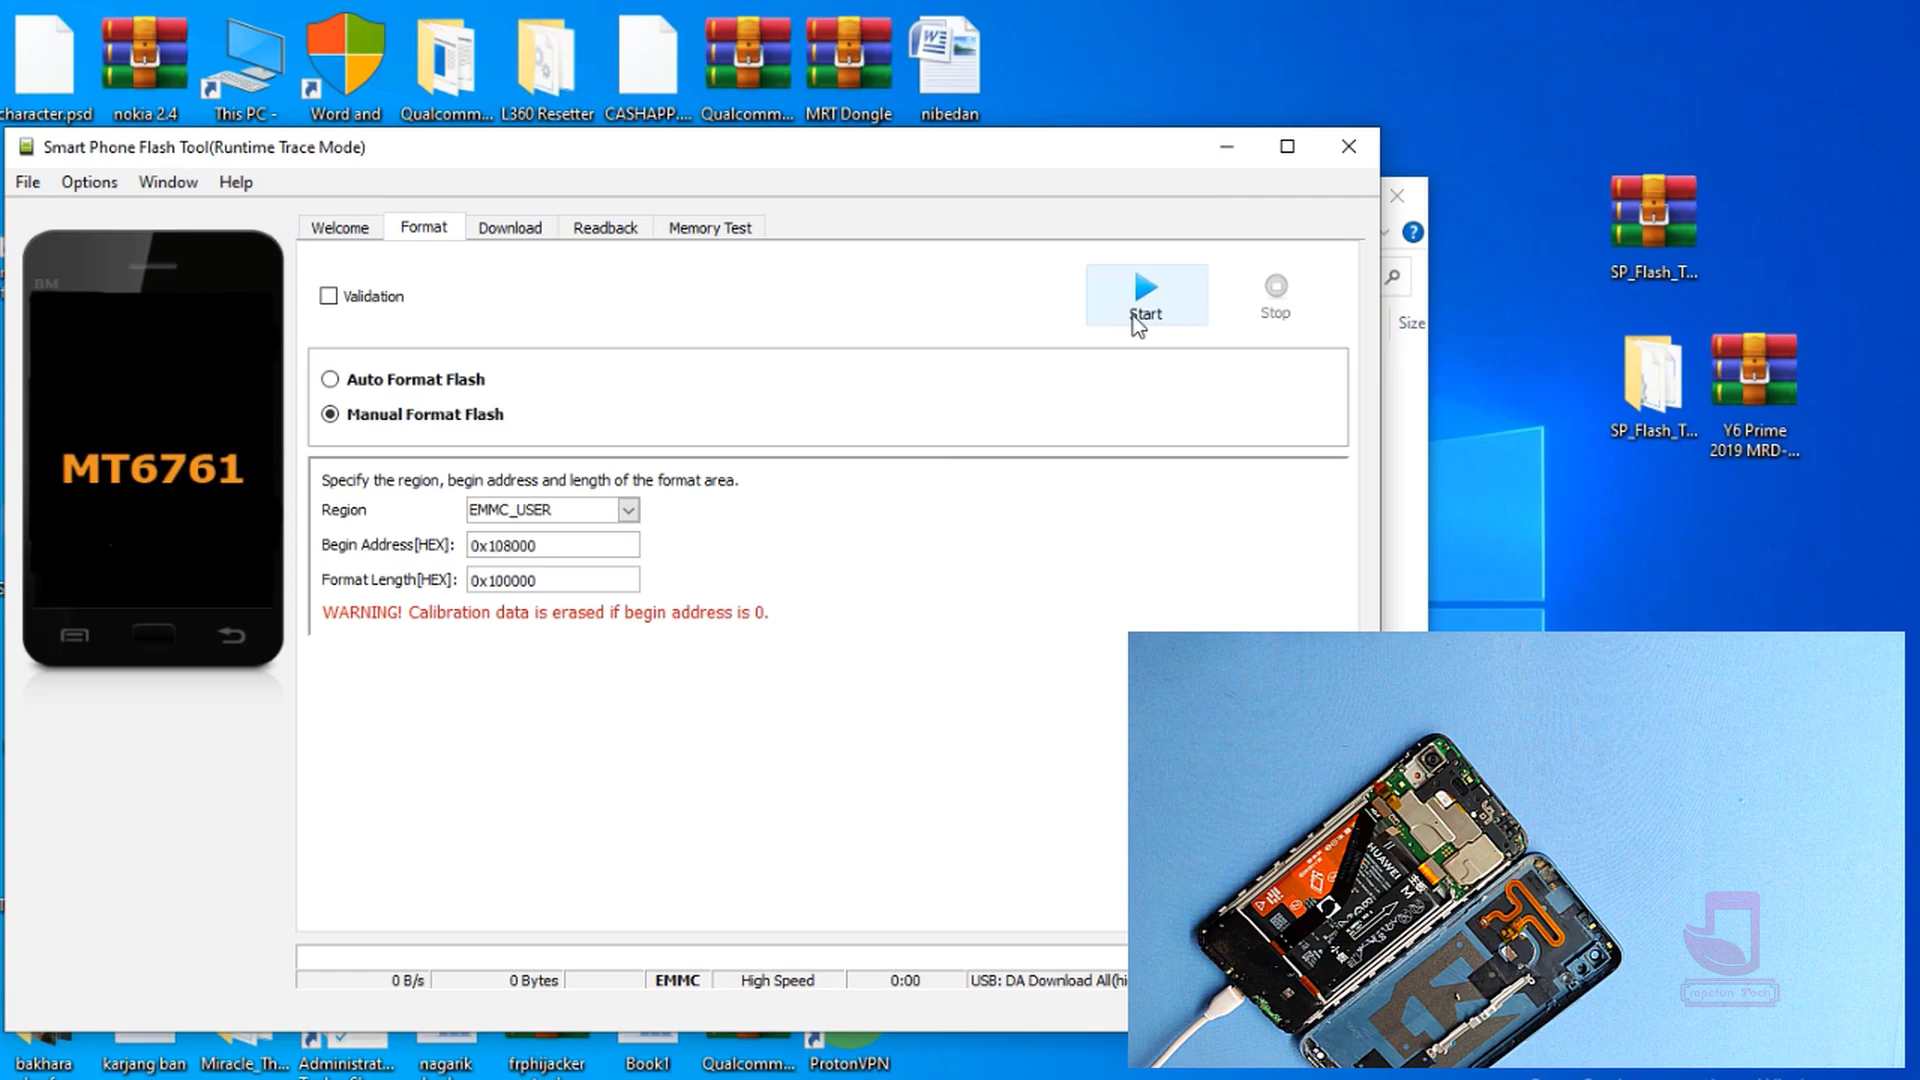 character.psd
nokia 2.4
This PC -
Word and
Qualcomm...
L360 Resetter
CASHAPP....
Qualcomm...
MRT Dongle
nibedan
Smart Phone Flash Tool(Runtime Trace Mode)
File
Options
Window
Help
Welcome
Format
Download
Readback
Memory Test
BM
MT6761
Validation
Start
Stop
Auto Format Flash
Manual Format Flash
Specify the region, begin address and length of the format area.
Region
EMMC_USER
Begin Address[HEX]:
0x108000
Format Length[HEX]:
0x100000
WARNING! Calibration data is erased if begin address is 0.
0 B/s
0 Bytes
EMMC
High Speed
0:00
USB: DA Download All(hi
Size
SP_Flash_T...
SP_Flash_T...
Y6 Prime
2019 MRD-...
HUAWEI
bakhara
karjang ban
Miracle_Th...
Administrat...
nagarik
frphijacker
Book1
Qualcomm...
ProtonVPN